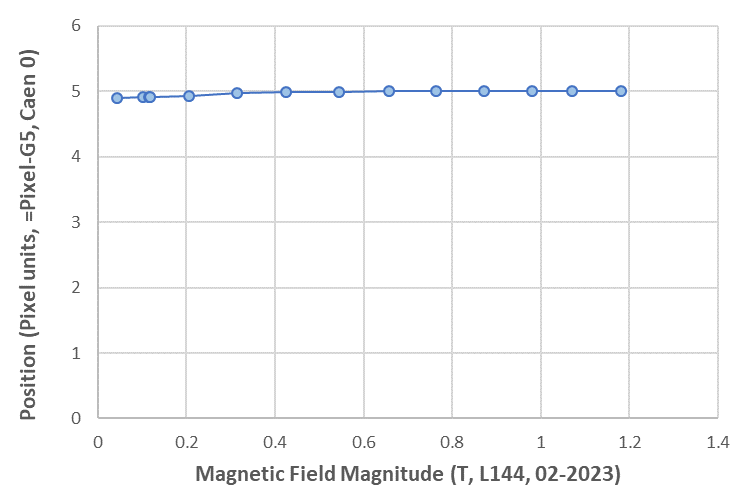 Position (Pixel units, =Pixel-G5, Caen 0)
6
5
4
3
2
1
0
0 0.2 0.4 0.6 0.8 1 1.2 1.4
Magnetic Field Magnitude (T, L144, 02-2023)